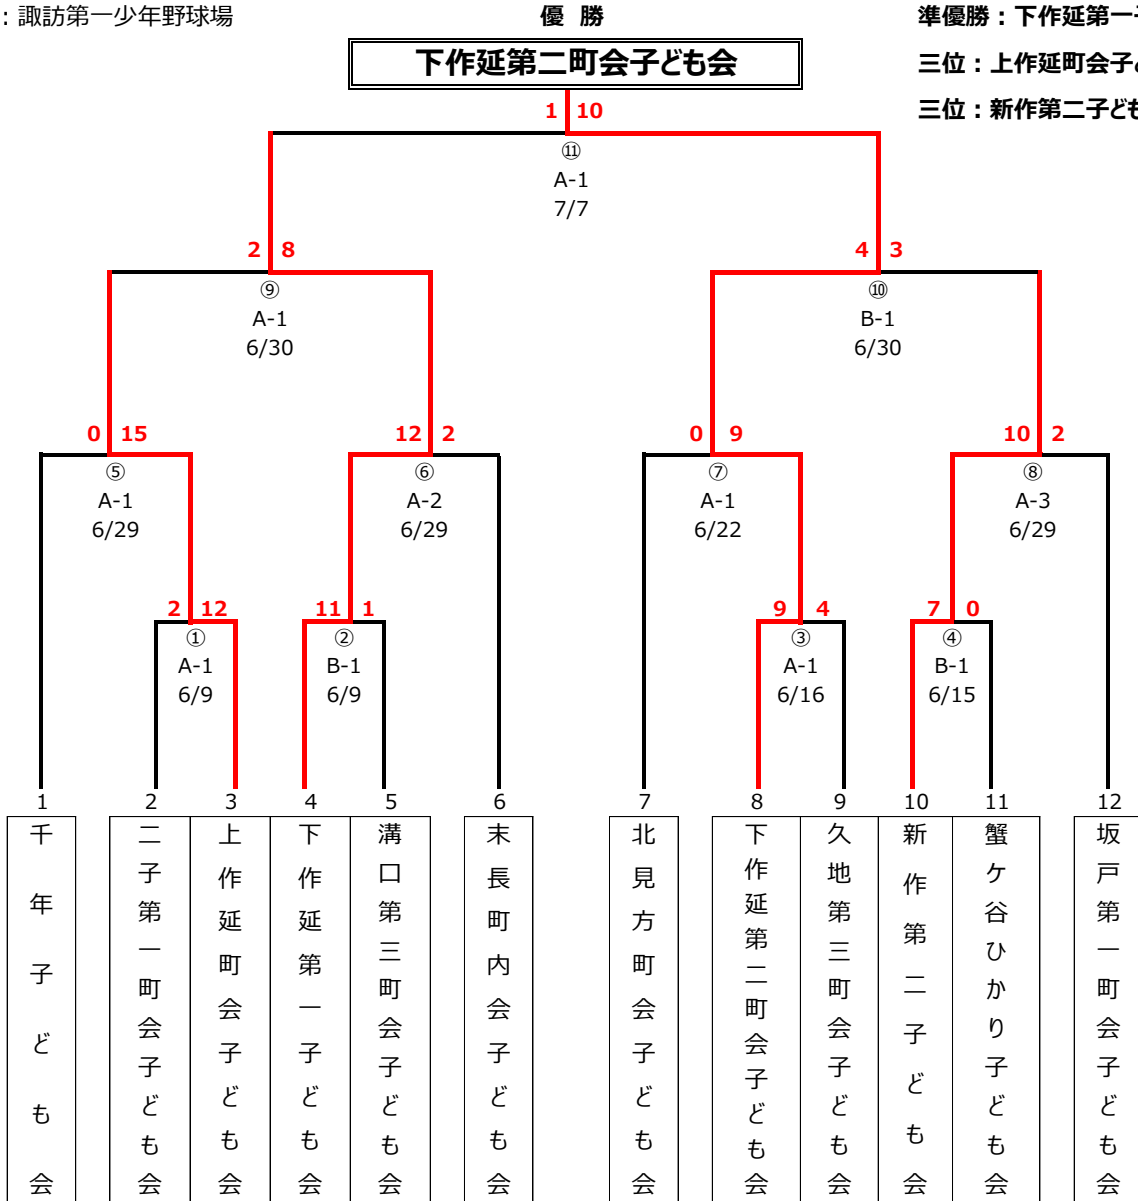 ：諏訪第一少年野球場
優 勝
準優勝：下作延第一
下作延第二町会子ども会
三位：上作延町会子
三位：新作第二子ども
1 10
⑪
A-1
7/7
2 8
4 3
⑨
A-1
6/30
⑩
B-1
6/30
0 15
12 2
0 9
10 2
⑤
A-1
6/29
⑥
A-2
6/29
⑦
A-1
6/22
⑧
A-3
6/29
2 12
11 1
9 4
7 0
①
A-1
6/9
②
B-1
6/9
③
A-1
6/16
④
B-1
6/15
1 2 3 4 5 6 7 8 9 10 11 12
千年子ども会
二子第一町会子ども会
上作延町会子ども会
下作延第一子ども会
溝口第三町会子ども会
末長町内会子ども会
北見方町会子ども会
下作延第二町会子ども会
久地第三町会子ども会
新作第二子ども会
蟹ケ谷ひかり子ども会
坂戸第一町会子ども会